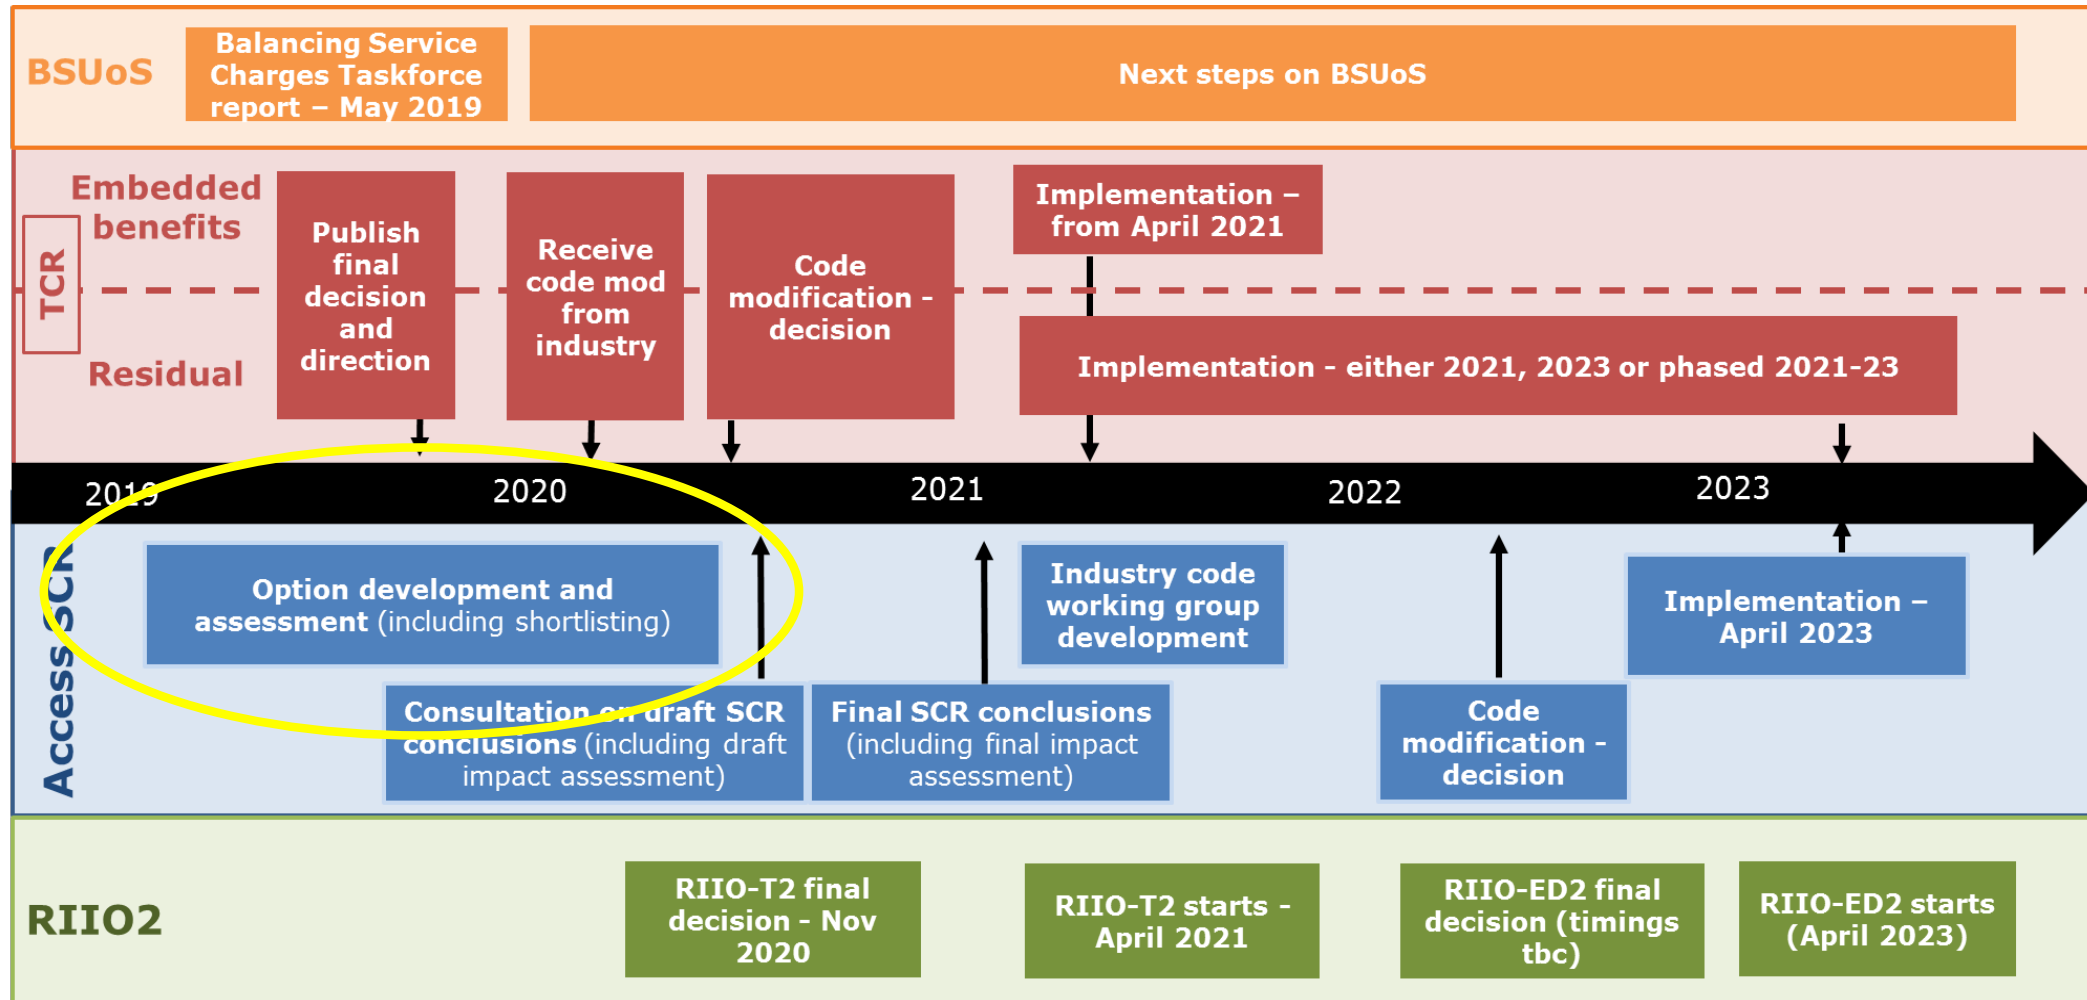 BSUoS
Balancing Service
Charges Taskforce
report – May 2019
Next steps on BSUoS
TCR
Embedded
benefits
Residual
Publish
final
decision
and
direction
Receive
code mod
from
industry
Code
modification -
decision
Implementation –
from April 2021
Implementation - either 2021, 2023 or phased 2021-23
2019
2020
2021
2022
2023
Access SCR
Option development and
assessment (including shortlisting)
Consultation on draft SCR
conclusions (including draft
impact assessment)
Final SCR conclusions
(including final impact
assessment)
Industry code
working group
development
Code
modification -
decision
Implementation –
April 2023
RIIO2
RIIO-T2 final
decision - Nov
2020
RIIO-T2 starts -
April 2021
RIIO-ED2 final
decision (timings
tbc)
RIIO-ED2 starts
(April 2023)